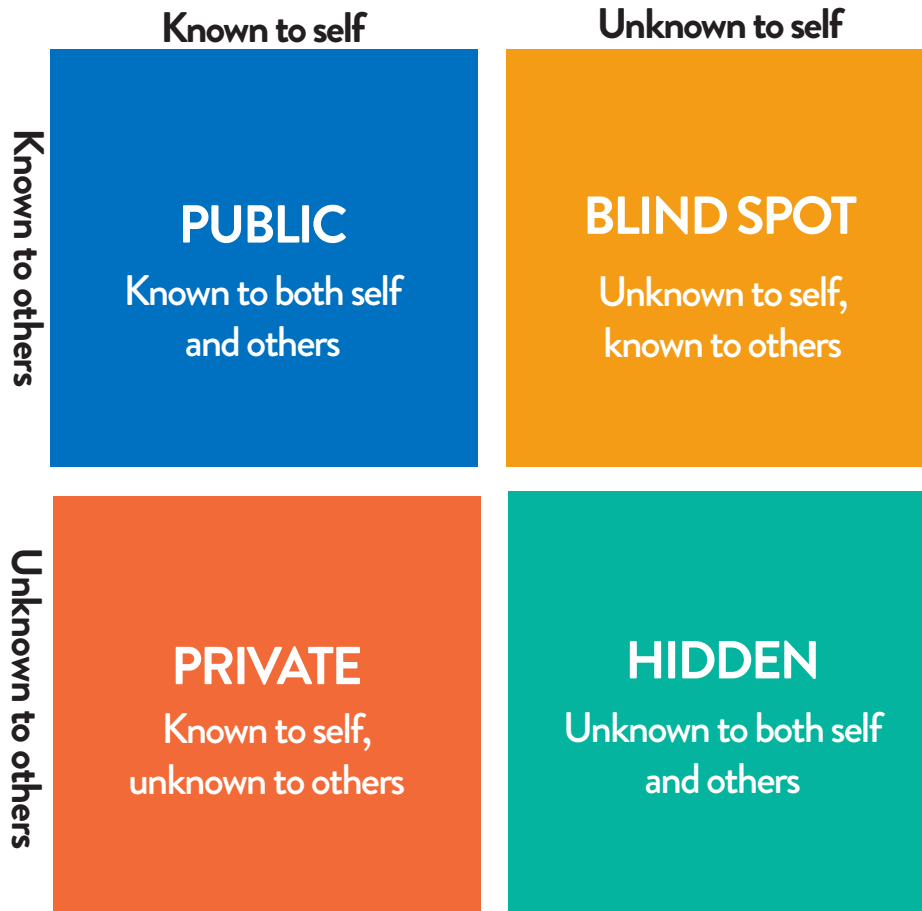 Known to self
Unknown to self
Known to others
PUBLIC
Known to both self
and others
BLIND SPOT
Unknown to self,
known to others
Unknown to others
PRIVATE
Known to self,
unknown to others
HIDDEN
Unknown to both self
and others